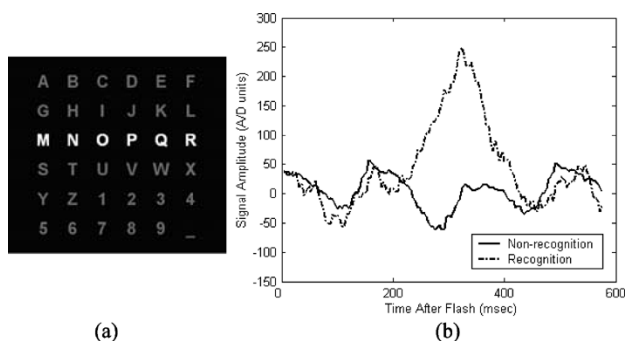 A B C D E F
G H I J K L
M N O P Q R
S T U V W X
Y Z 1 2 3 4
5 6 7 8 9 _
(a)
Signal Amplitude (A/D units)
300
250
200
150
100
50
0
-50
-100
-150
0 200 400 600
Time After Flash (msec)
Non-recognition
Recognition
(b)